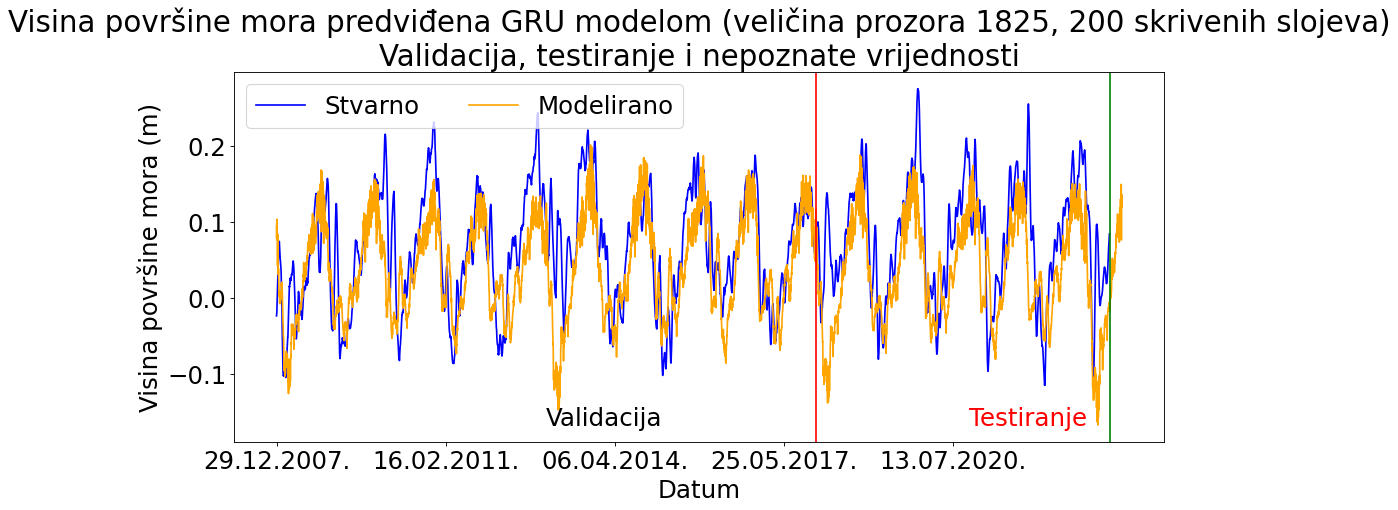 Visina površine mora predviđena GRU modelom (veličina prozora 1825, 200 skrivenih slojeva)
Validacija, testiranje i nepoznate vrijednosti
Stvarno
Modelirano
Visina površine mora (m)
0.2
0.1
0.0
−0.1
Validacija
Testiranje
29.12.2007.
16.02.2011.
06.04.2014.
25.05.2017.
13.07.2020.
Datum